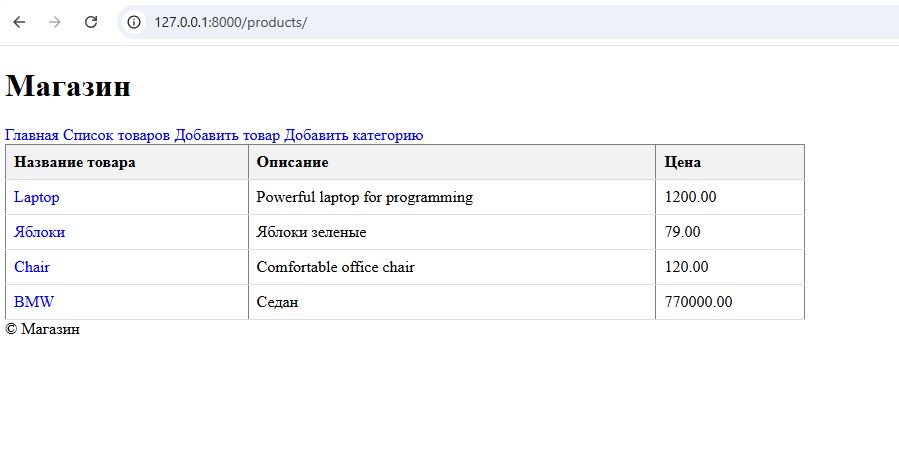 127.0.0.1:8000/products/
Магазин
Главная Список товаров Добавить товар Добавить категорию
Название товара Описание Цена
Laptop Powerful laptop for programming 1200.00
Яблоки Яблоки зеленые 79.00
Chair Comfortable office chair 120.00
BMW Седан 770000.00
© Магазин